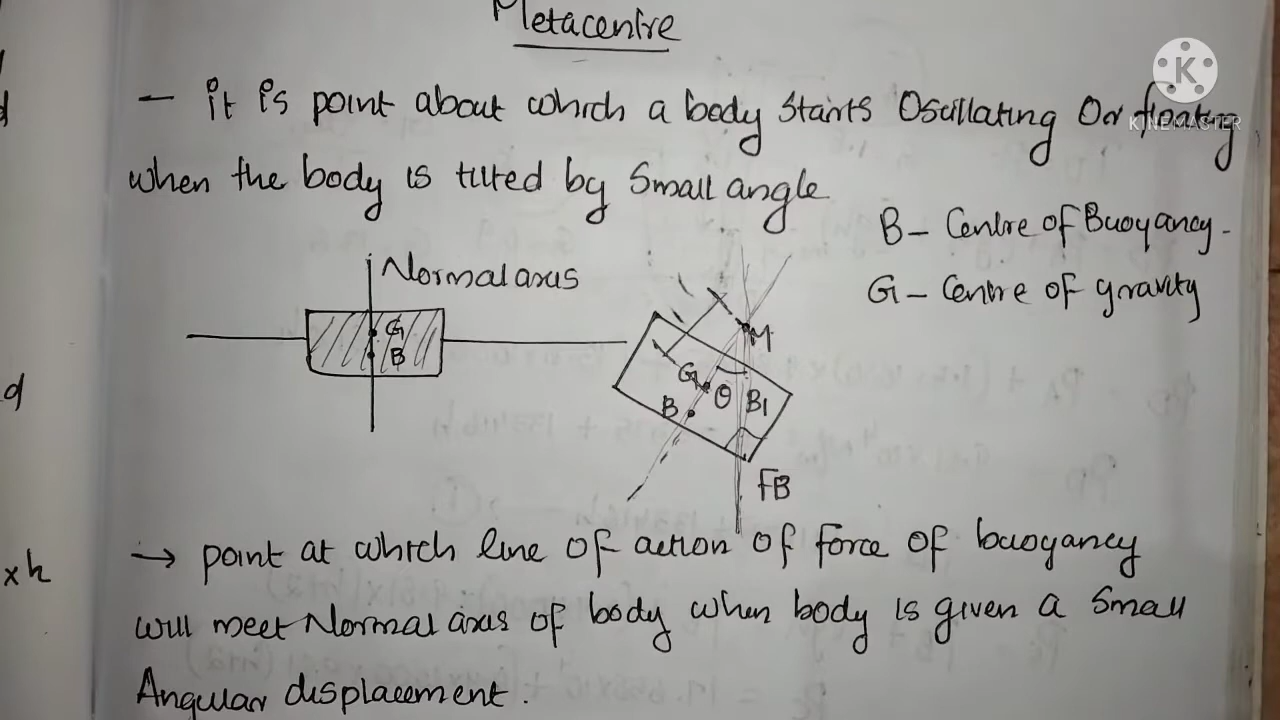 Metacentre
K
KINEMASTER
- it is point about which a body starts Oscillating Or floating
when the body is tilted by Small angle
B - Centre of Buoyancy.
G - Centre of gravity
Normal axis
G
B
M
G
θ
B
B1
FB
→ point at which line of action of force of buoyancy
will meet Normal axis of body when body is given a Small
Angular displacement.
d
d
xh